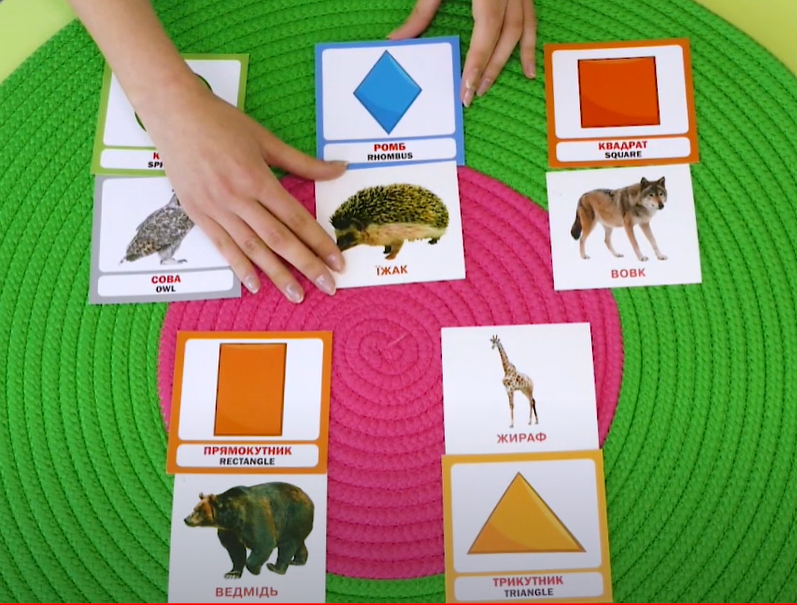 РОМБ
RHOMBUS
КВАДРАТ
SQUARE
СОВА
OWL
ЇЖАК
ВОВК
ПРЯМОКУТНИК
RECTANGLE
ЖИРАФ
ВЕДМІДЬ
ТРИКУТНИК
TRIANGLE